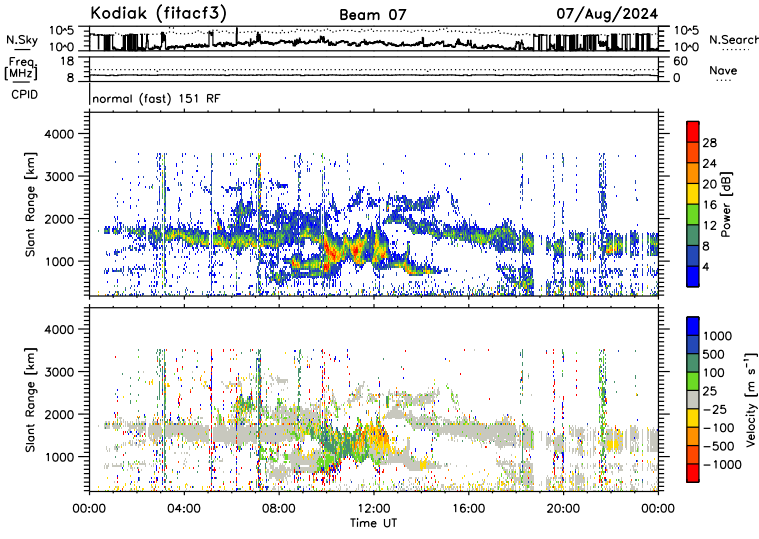 Kodiak (fitacf3) Beam 07 07/Aug/2024
N.Sky 10^5 10^0 10^5 10^0 N.Search
Freq. [MHz] 18 8 60 0 Nave
CPID normal (fast) 151 RF
Slant Range [km] 4000 3000 2000 1000
Power [dB] 28 24 20 16 12 8 4
Slant Range [km] 4000 3000 2000 1000
Velocity [m s⁻¹] 1000 500 100 25 −25 −100 −500 −1000
00:00 04:00 08:00 12:00 16:00 20:00 00:00
Time UT